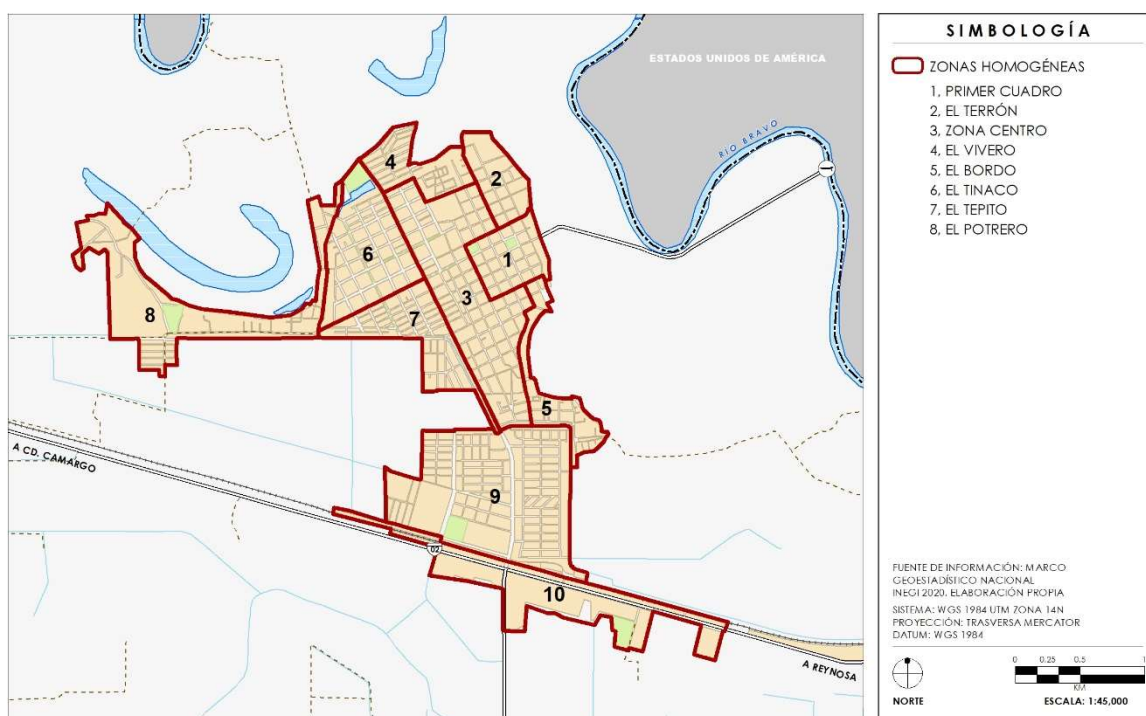 ESTADOS UNIDOS DE AMÉRICA
RÍO BRAVO
1
2
4
6
1
3
7
8
5
9
A CD. CAMARGO
02
10
A REYNOSA
SIMBOLOGÍA
ZONAS HOMOGÉNEAS
1, PRIMER CUADRO
2, EL TERRÓN
3, ZONA CENTRO
4, EL VIVERO
5, EL BORDO
6, EL TINACO
7, EL TEPITO
8, EL POTRERO
FUENTE DE INFORMACIÓN: MARCO
GEOESTADÍSTICO NACIONAL
INEGI 2020. ELABORACIÓN PROPIA
SISTEMA: WGS 1984 UTM ZONA 14N
PROYECCIÓN: TRASVERSA MERCATOR
DATUM: WGS 1984
NORTE
0 0.25 0.5 1
KM
ESCALA: 1:45,000